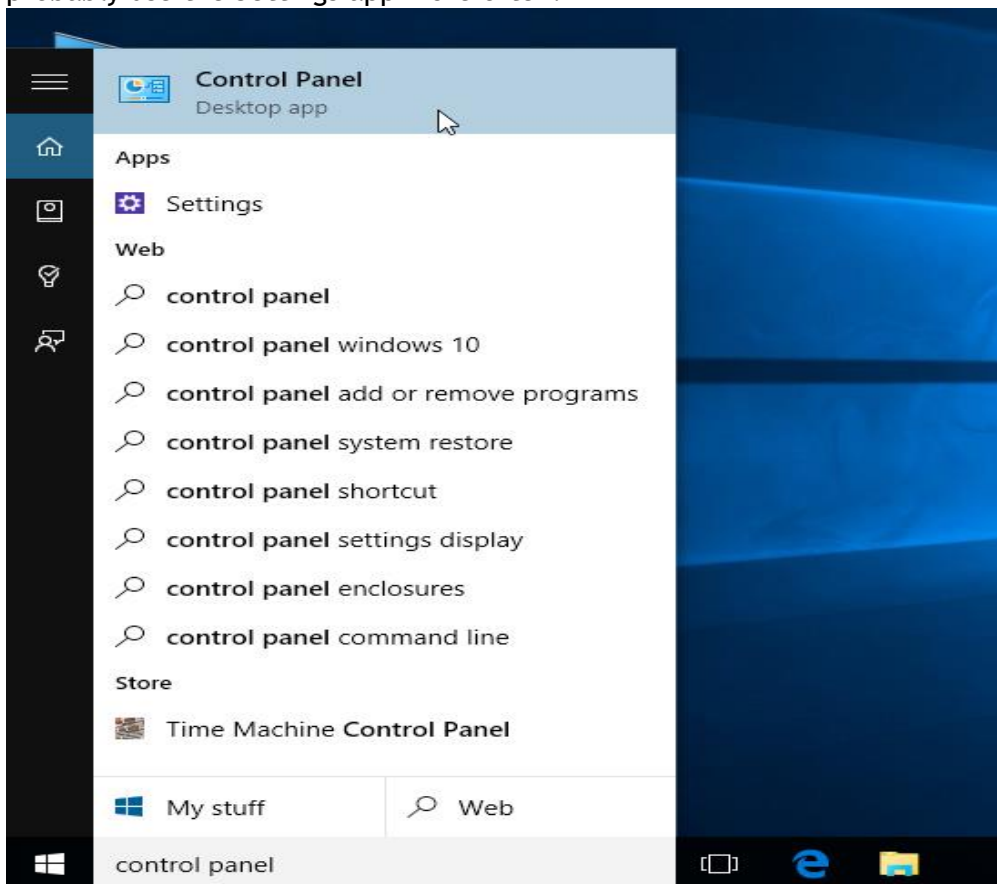 Control Panel
Desktop app
Apps
Settings
Web
control panel
control panel windows 10
control panel add or remove programs
control panel system restore
control panel shortcut
control panel settings display
control panel enclosures
control panel command line
Store
Time Machine Control Panel
My stuff
Web
control panel